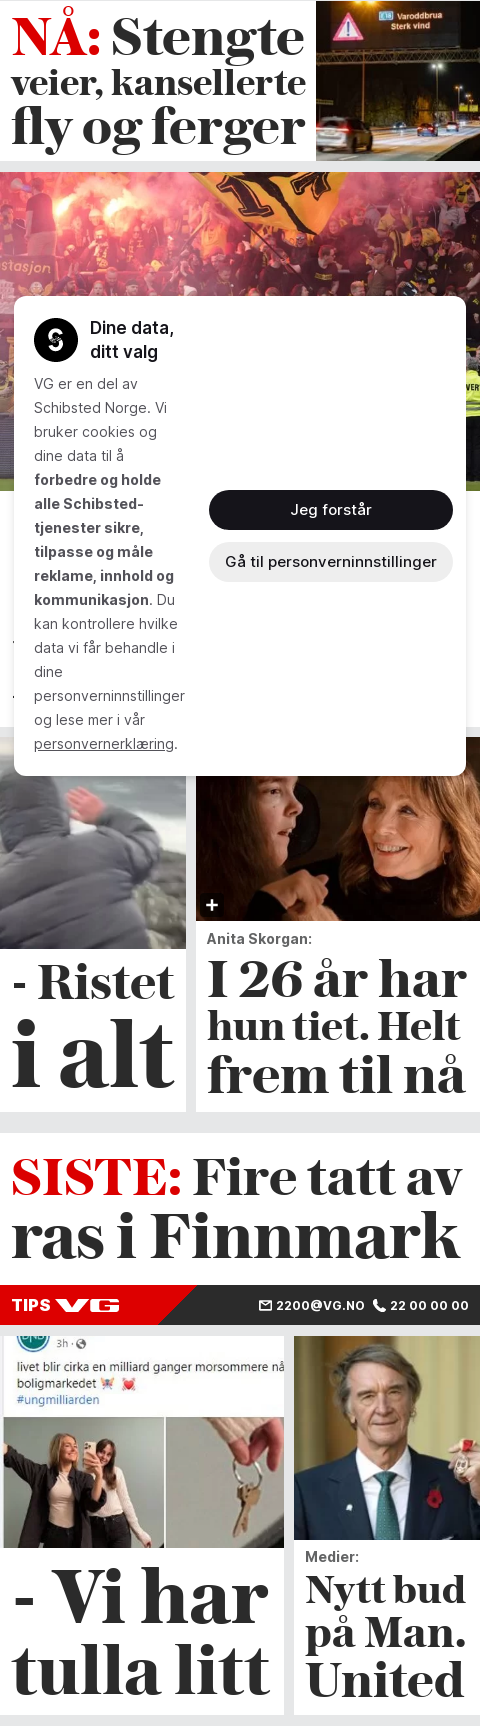 NÅ: Stengte
veier, kansellerte
fly og ferger
E18 Varoddbrua
Sterk vind
stasjon
Dine data,
ditt valg
VG er en del av
Schibsted Norge. Vi
bruker cookies og
dine data til å
forbedre og holde
alle Schibsted-
tjenester sikre,
tilpasse og måle
reklame, innhold og
kommunikasjon. Du
kan kontrollere hvilke
data vi får behandle i
dine
personverninnstillinger
og lese mer i vår
personvernerklæring.
Jeg forstår
Gå til personverninnstillinger
- Ristet
i alt
Anita Skorgan:
I 26 år har
hun tiet. Helt
frem til nå
SISTE: Fire tatt av
ras i Finnmark
TIPS VG
2200@VG.NO 22 00 00 00
3h ·
livet blir cirka en milliard ganger morsommere nå
boligmarkedet
#ungmilliarden
- Vi har
tulla litt
Medier:
Nytt bud
på Man.
United